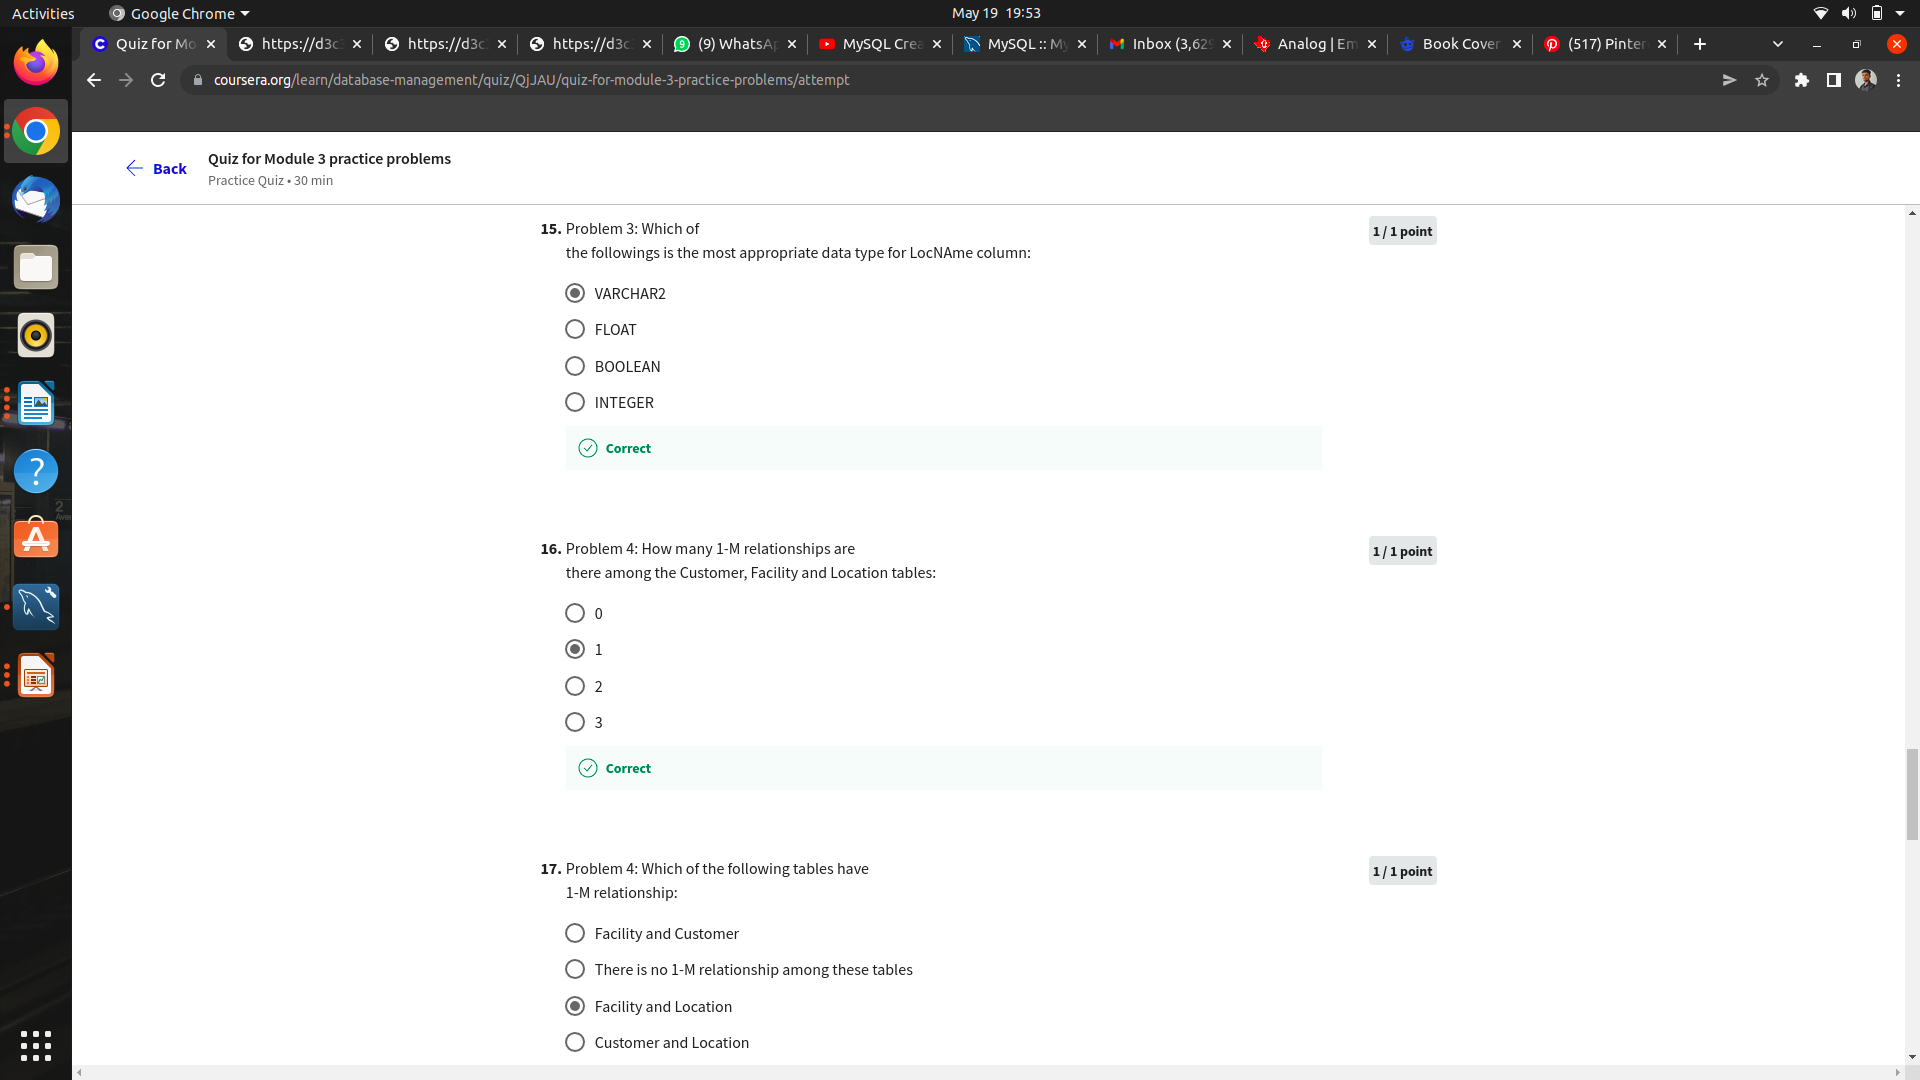 Activities
Google Chrome
May 19 19:53
Quiz for Mo
https://d3c
https://d3c
https://d3c
(9) WhatsAp
MySQL Crea
MySQL :: My
Inbox (3,629
Analog | Em
Book Cover
(517) Pinter
coursera.org/learn/database-management/quiz/QjJAU/quiz-for-module-3-practice-problems/attempt
Back
Quiz for Module 3 practice problems
Practice Quiz • 30 min
15. Problem 3: Which of
the followings is the most appropriate data type for LocNAme column:
1 / 1 point
VARCHAR2
FLOAT
BOOLEAN
INTEGER
Correct
16. Problem 4: How many 1-M relationships are
there among the Customer, Facility and Location tables:
1 / 1 point
0
1
2
3
Correct
17. Problem 4: Which of the following tables have
1-M relationship:
1 / 1 point
Facility and Customer
There is no 1-M relationship among these tables
Facility and Location
Customer and Location